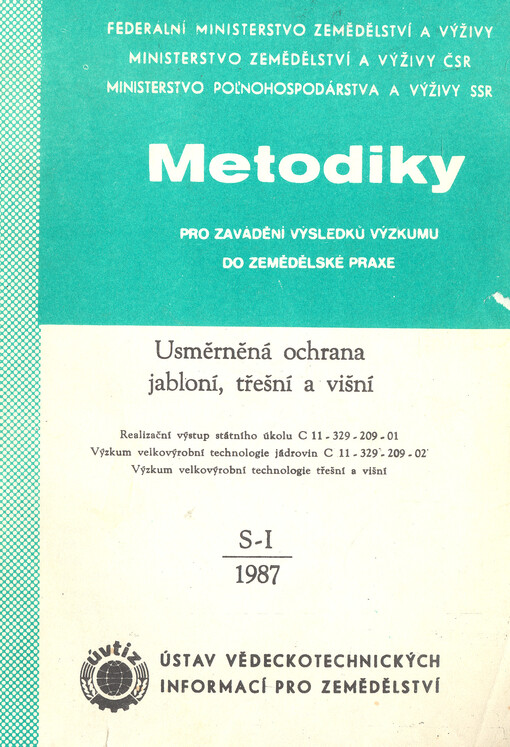 FEDERALNÍ MINISTERSTVO ZEMĚDĚLSTVÍ A VÝŽIVY
MINISTERSTVO ZEMĚDĚLSTVÍ A VÝŽIVY ČSR
MINISTERSTVO POĽNOHOSPODÁRSTVA A VÝŽIVY SSR
Metodiky
PRO ZAVÁDĚNÍ VÝSLEDKŮ VÝZKUMU
DO ZEMĚDĚLSKÉ PRAXE
Usměrněná ochrana
jabloní, třešní a višní
Realizační výstup státního úkolu C 11-329-209-01
Výzkum velkovýrobní technologie jádrovin C 11-329-209-02
Výzkum velkovýrobní technologie třešní a višní
S-I
1987
úvtiz
ÚSTAV VĚDECKOTECHNICKÝCH
INFORMACÍ PRO ZEMĚDĚLSTVÍ